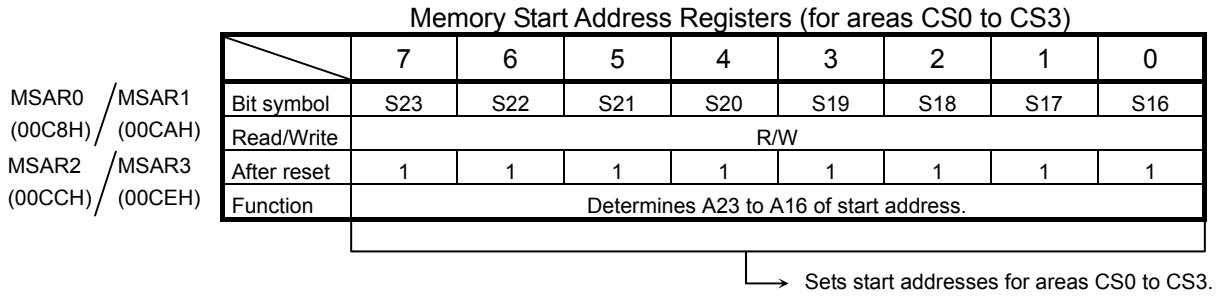 Memory Start Address Registers (for areas CS0 to CS3)
7 6 5 4 3 2 1 0
MSAR0 / MSAR1
(00C8H) / (00CAH)
MSAR2 / MSAR3
(00CCH) / (00CEH)
Bit symbol S23 S22 S21 S20 S19 S18 S17 S16
Read/Write R/W
After reset 1 1 1 1 1 1 1 1
Function Determines A23 to A16 of start address.
Sets start addresses for areas CS0 to CS3.